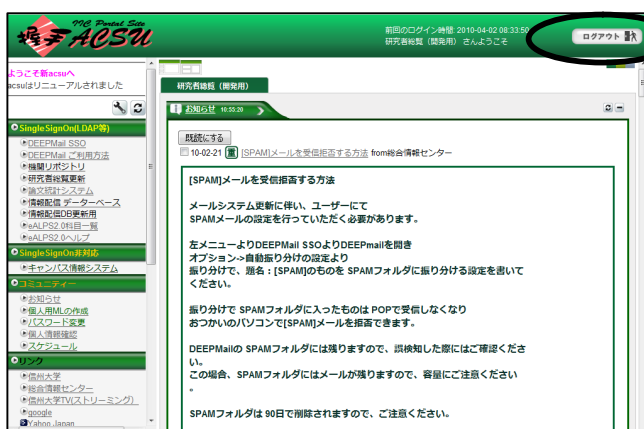 YYC Portal Site
握手 ACSU
前回のログイン時間: 2010-04-02 08:33:50
研究者総覧（開発用）さんようこそ
ログアウト
ようこそ新acsuへ
acsuはリニューアルされました
SingleSignOn(LDAP等)
DEEPMail SSO
DEEPMail ご利用方法
機関リポジトリ
研究者総覧更新
論文統計システム
情報配信 データーベース
情報配信DB更新用
eALPS2.0科目一覧
eALPS2.0ヘルプ
SingleSignOn非対応
キャンパス情報システム
コミュニティー
お知らせ
個人用MLの作成
パスワード変更
個人情報確認
スケジュール
リンク
信州大学
総合情報センター
信州大学TV(ストリーミング)
google
Yahoo Japan
研究者総覧（開発用）
お知らせ 10:55:20
既読にする
10-02-21 重 [SPAM]メールを受信拒否する方法 from総合情報センター
[SPAM]メールを受信拒否する方法
メールシステム更新に伴い、ユーザーにて
SPAMメールの設定を行っていただく必要があります。
左メニューよりDEEPMail SSOよりDEEPmailを開き
オプション->自動振り分けの設定より
振り分けで、題名：[SPAM]のものを SPAMフォルダに振り分ける設定を書いて
ください。
振り分けで SPAMフォルダに入ったものは POPで受信しなくなり
おつかいのパソコンで[SPAM]メールを拒否できます。
DEEPMailの SPAMフォルダには残りますので、誤検知した際にはご確認くださ
い。
この場合、SPAMフォルダにはメールが残りますので、容量にご注意ください
。
SPAMフォルダは 90日で削除されますので、ご注意ください。